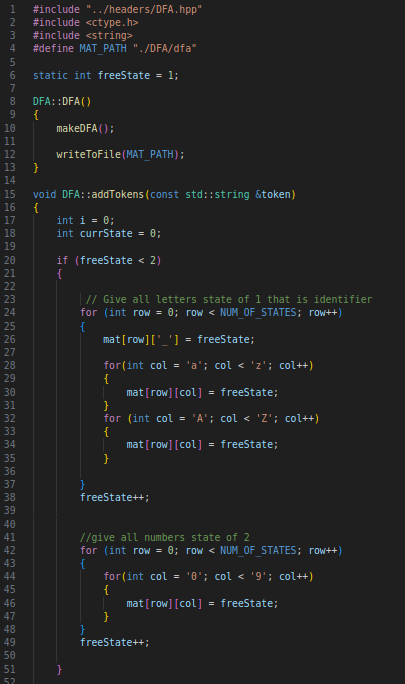 1 #include "../headers/DFA.hpp"
2 #include <ctype.h>
3 #include <string>
4 #define MAT_PATH "./DFA/dfa"
5
6 static int freeState = 1;
7
8 DFA::DFA()
9 {
10     makeDFA();
11
12     writeToFile(MAT_PATH);
13 }
14
15 void DFA::addTokens(const std::string &token)
16 {
17     int i = 0;
18     int currState = 0;
19
20     if (freeState < 2)
21     {
22
23         // Give all letters state of 1 that is identifier
24         for (int row = 0; row < NUM_OF_STATES; row++)
25         {
26             mat[row]['_'] = freeState;
27
28             for(int col = 'a'; col < 'z'; col++)
29             {
30                 mat[row][col] = freeState;
31             }
32             for (int col = 'A'; col < 'Z'; col++)
33             {
34                 mat[row][col] = freeState;
35             }
36
37         }
38         freeState++;
39
40
41         //give all numbers state of 2
42         for (int row = 0; row < NUM_OF_STATES; row++)
43         {
44             for(int col = '0'; col < '9'; col++)
45             {
46                 mat[row][col] = freeState;
47             }
48         }
49         freeState++;
50
51     }
52